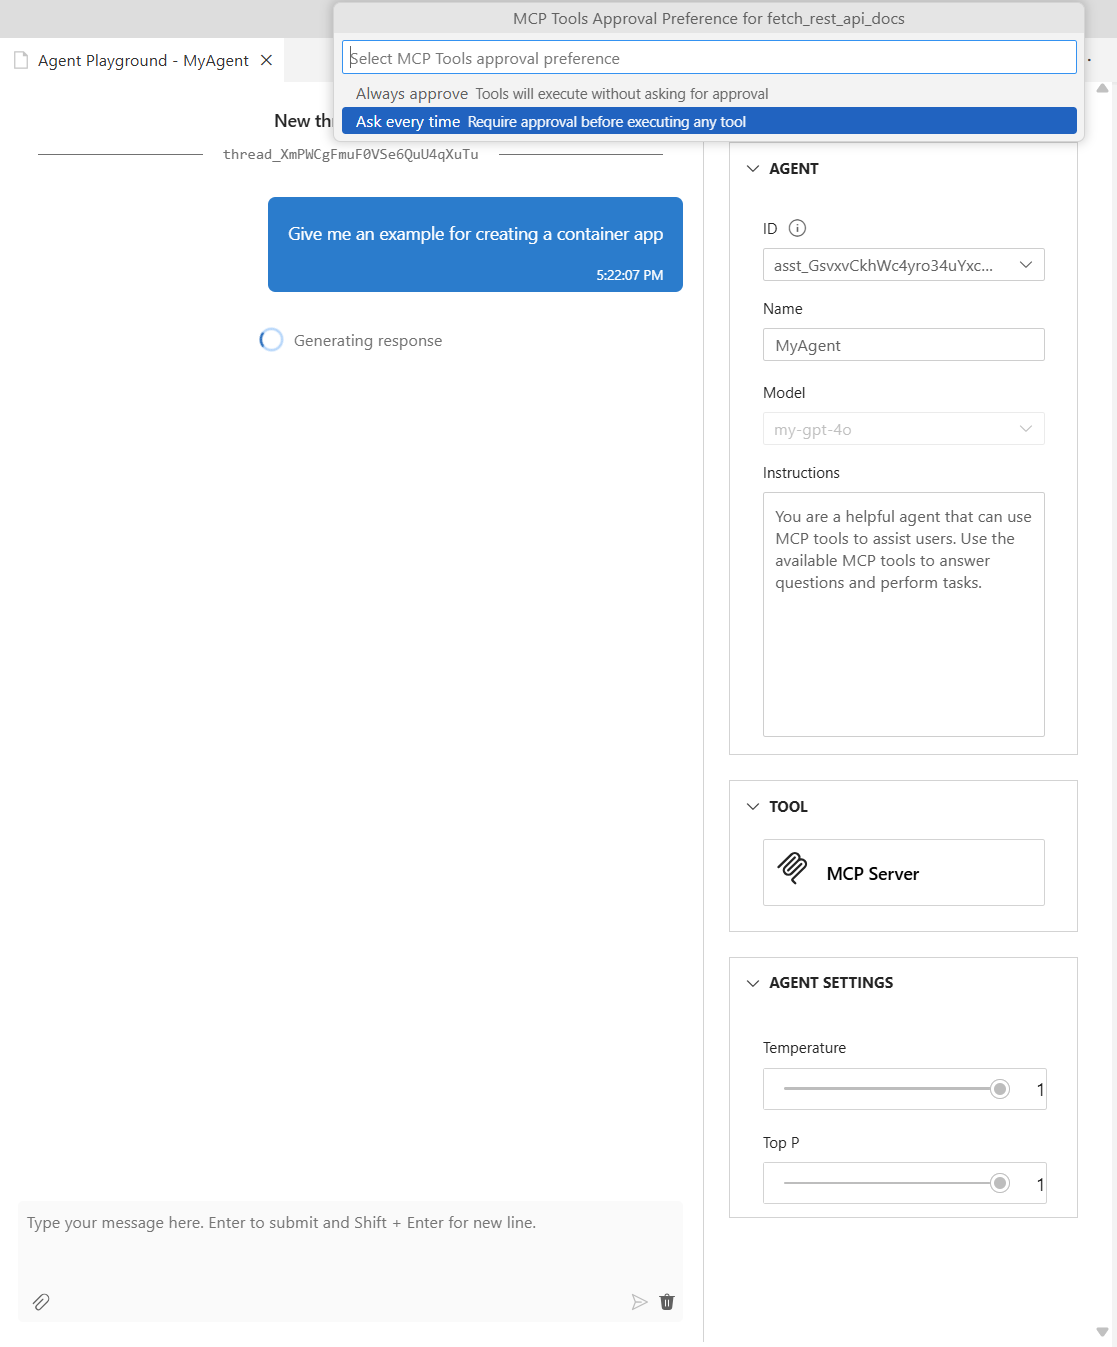 MCP Tools Approval Preference for fetch_rest_api_docs
Select MCP Tools approval preference
Always approve Tools will execute without asking for approval
Ask every time Require approval before executing any tool
Agent Playground - MyAgent
New thr
thread_XmPWCgFmuF0VSe6QuU4qXuTu
Give me an example for creating a container app
5:22:07 PM
Generating response
Type your message here. Enter to submit and Shift + Enter for new line.
AGENT
ID
asst_GsvxvCkhWc4yro34uYxc...
Name
MyAgent
Model
my-gpt-4o
Instructions
You are a helpful agent that can use
MCP tools to assist users. Use the
available MCP tools to answer
questions and perform tasks.
TOOL
MCP Server
AGENT SETTINGS
Temperature
1
Top P
1